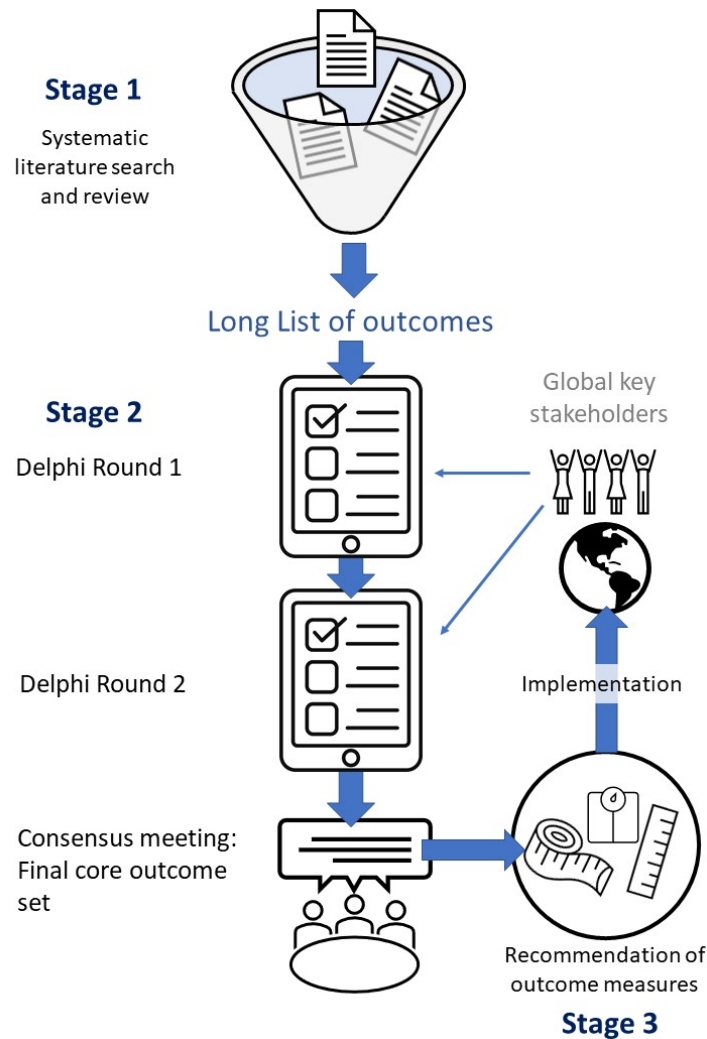 Stage 1
Systematic
literature search
and review
Long List of outcomes
Stage 2
Delphi Round 1
Global key
stakeholders
Delphi Round 2
Implementation
Consensus meeting:
Final core outcome
set
Recommendation of
outcome measures
Stage 3